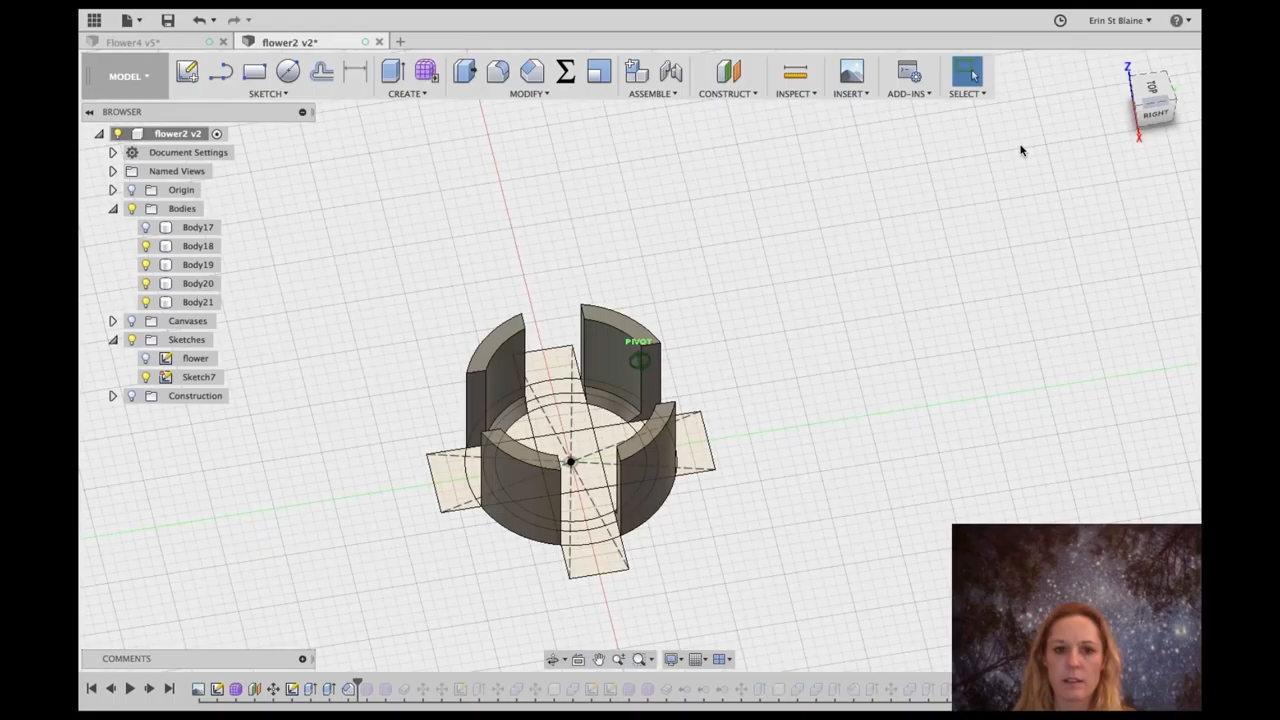 Erin St Blaine
Flower4 v5*
flower2 v2*
MODEL
SKETCH
CREATE
MODIFY
ASSEMBLE
CONSTRUCT
INSPECT
INSERT
ADD-INS
SELECT
Z
TOP
RIGHT
X
BROWSER
flower2 v2
Document Settings
Named Views
Origin
Bodies
Body17
Body18
Body19
Body20
Body21
Canvases
Sketches
flower
Sketch7
Construction
PIVOT
COMMENTS